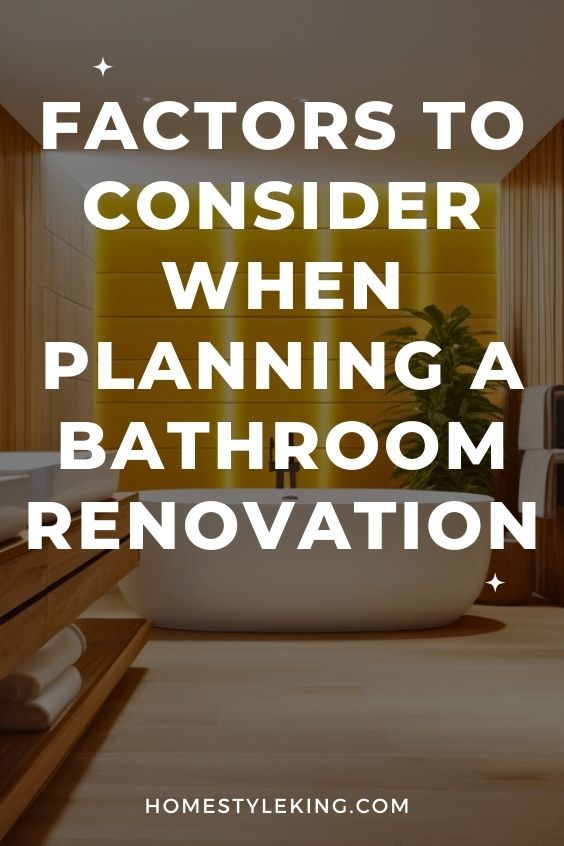 FACTORS TO
CONSIDER
WHEN
PLANNING A
BATHROOM
RENOVATION
HOMESTYLEKING.COM